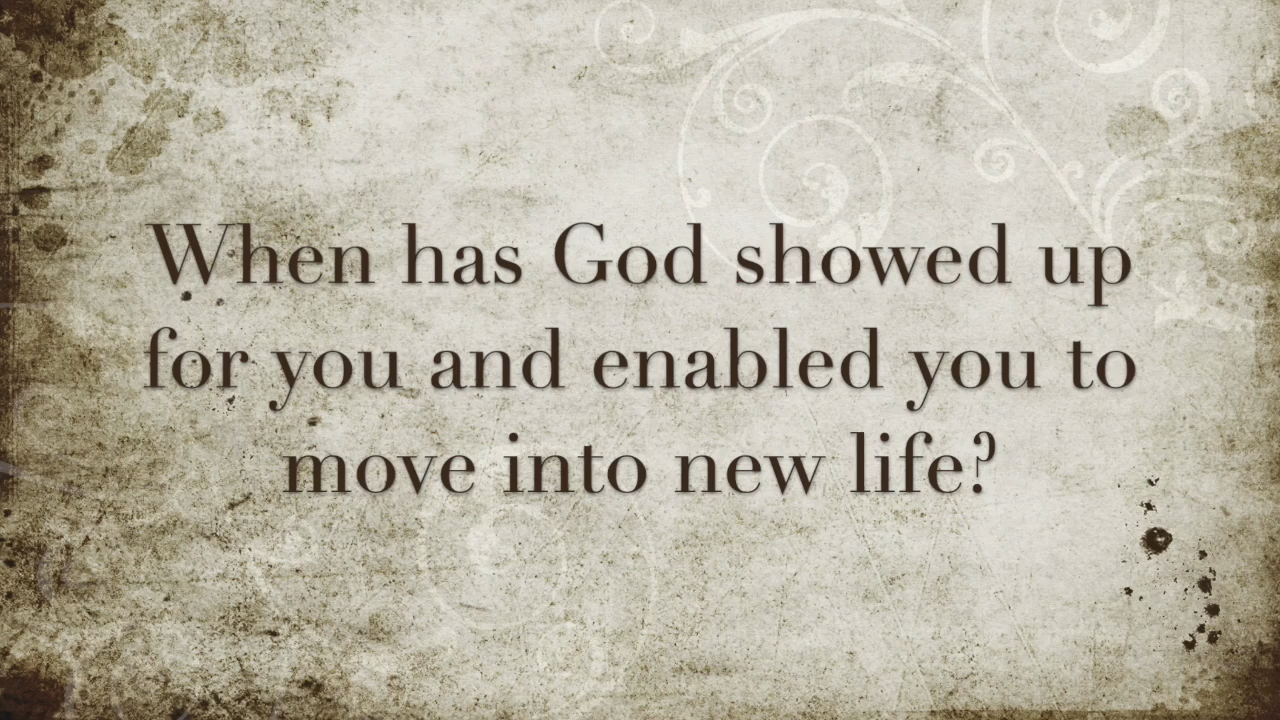 When has God showed up
for you and enabled you to
move into new life?